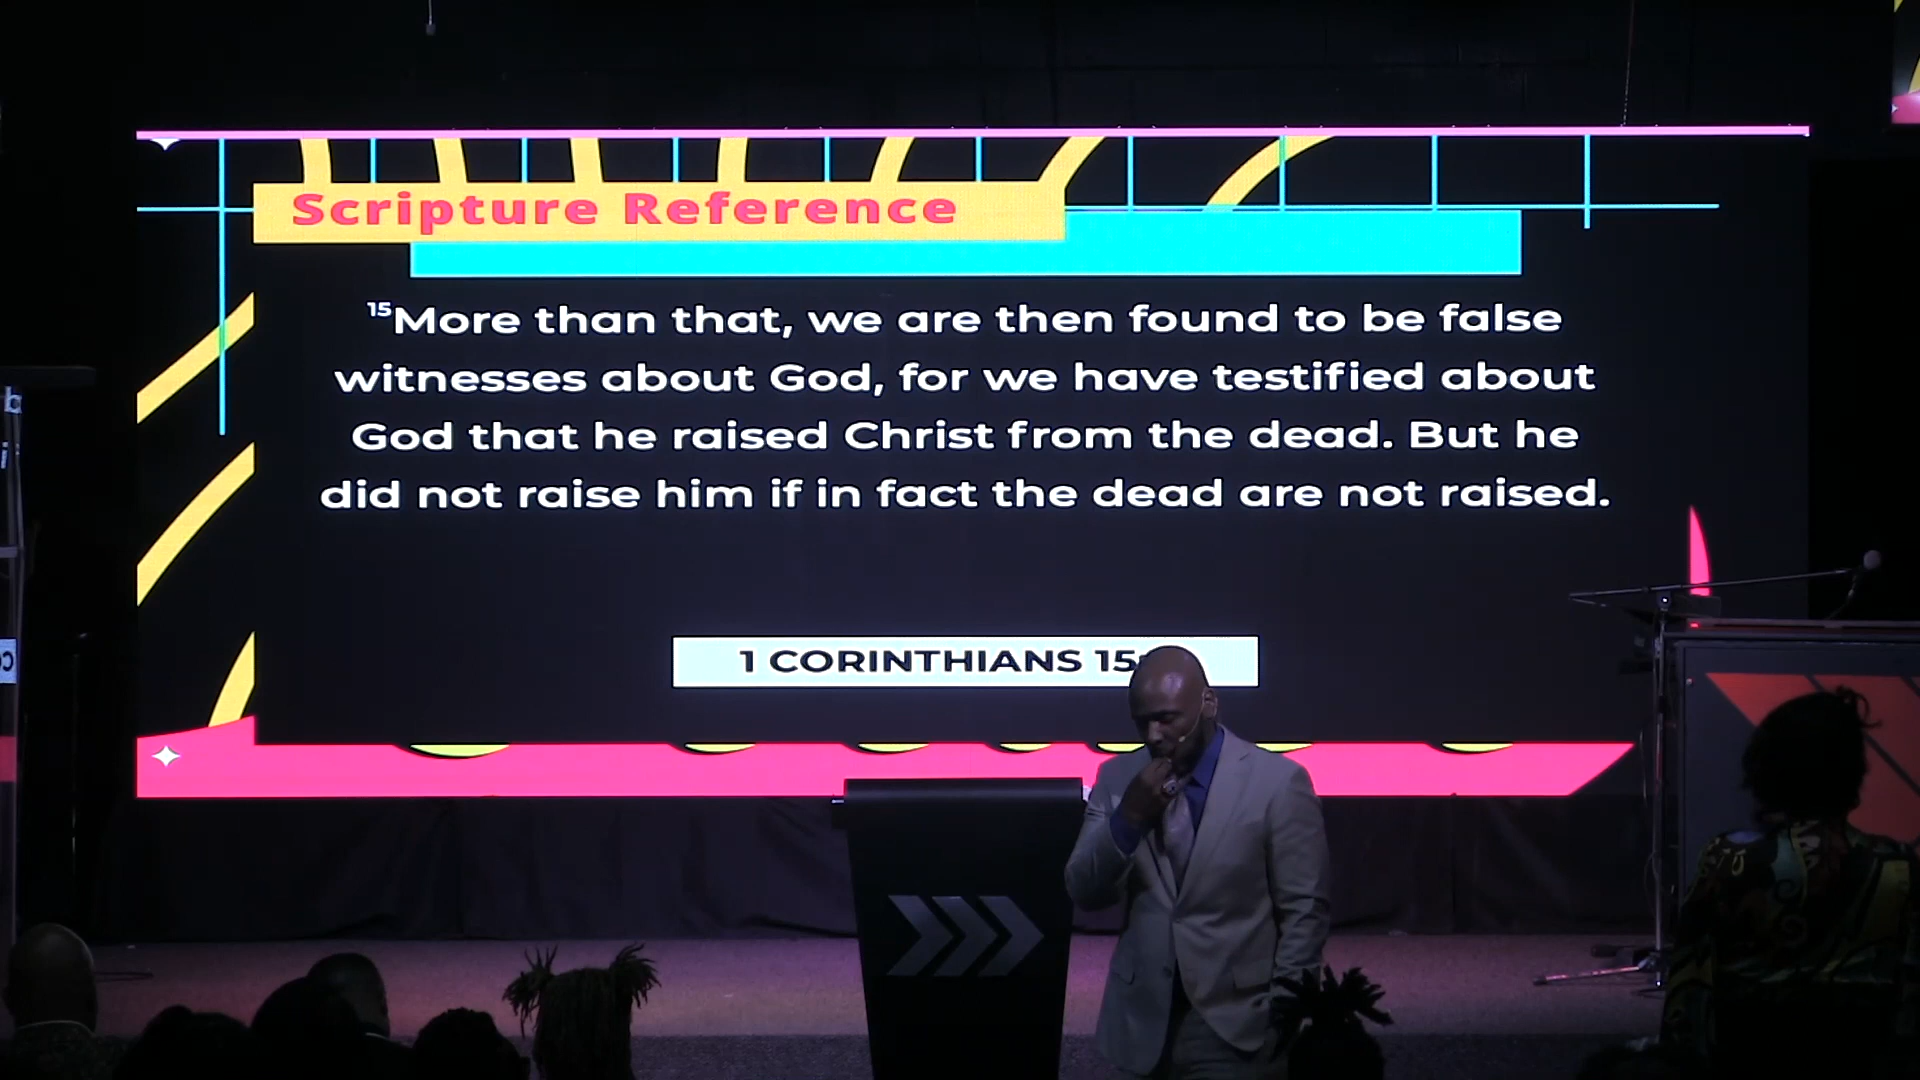 Scripture Reference
¹⁵More than that, we are then found to be false
witnesses about God, for we have testified about
God that he raised Christ from the dead. But he
did not raise him if in fact the dead are not raised.
1 CORINTHIANS 15: